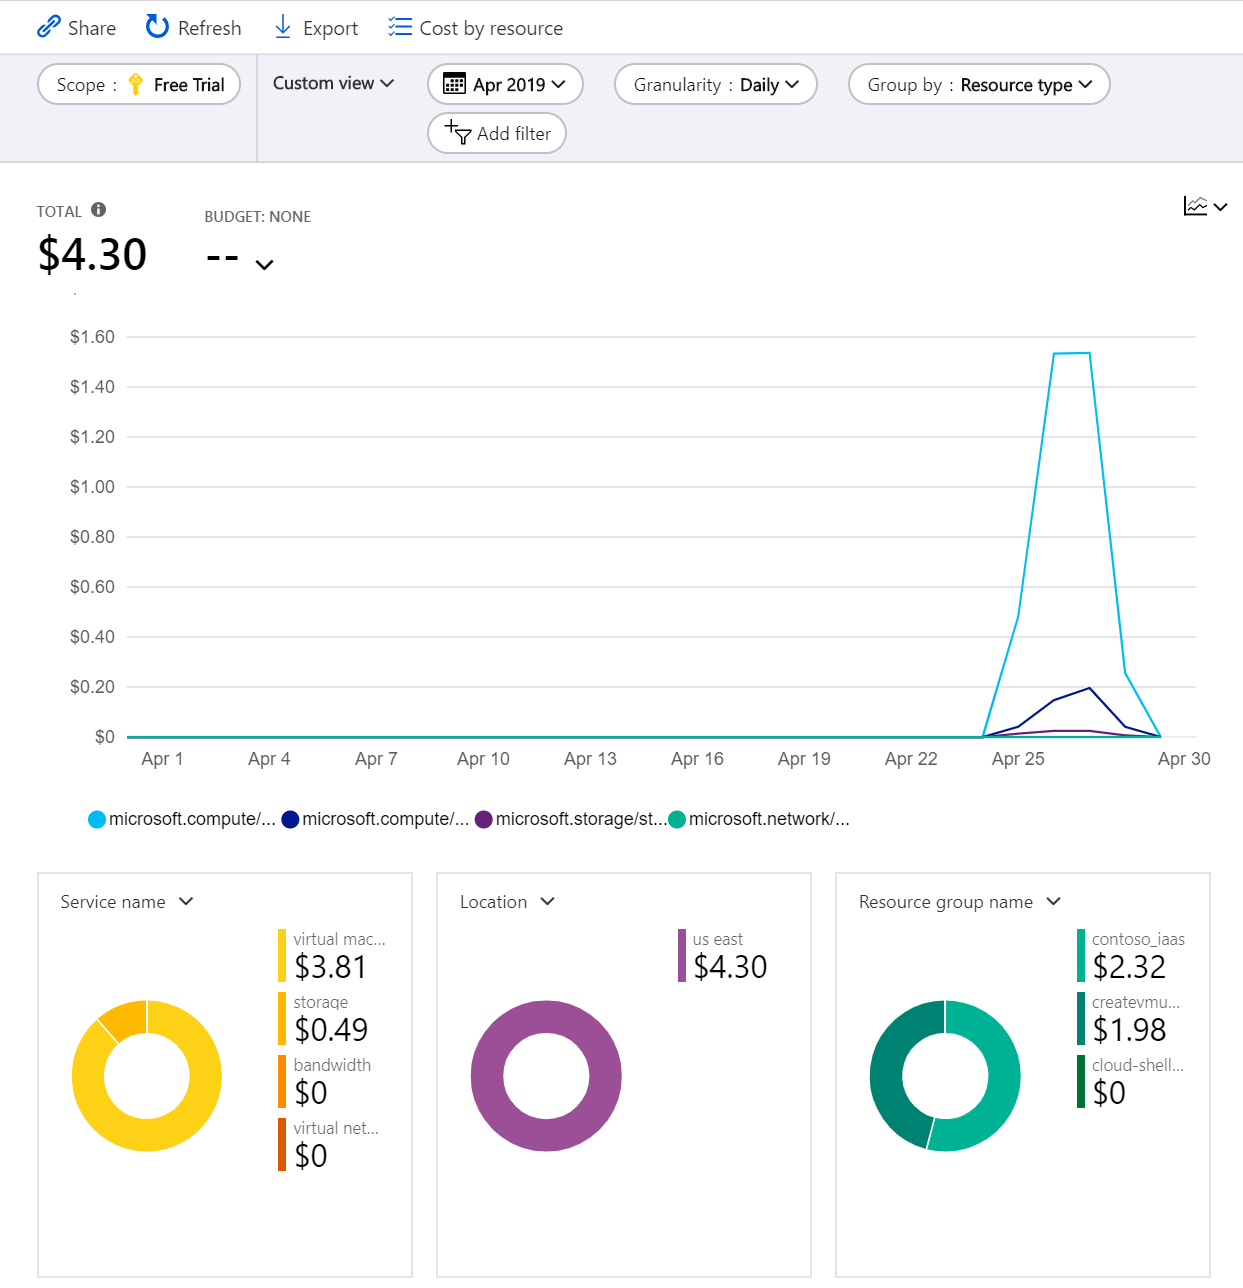 Share Refresh Export Cost by resource
Scope : Free Trial Custom view Apr 2019 Granularity : Daily Group by : Resource type
Add filter
TOTAL BUDGET: NONE
$4.30 --
$1.60
$1.40
$1.20
$1.00
$0.80
$0.60
$0.40
$0.20
$0
Apr 1 Apr 4 Apr 7 Apr 10 Apr 13 Apr 16 Apr 19 Apr 22 Apr 25 Apr 30
microsoft.compute/... microsoft.compute/... microsoft.storage/st... microsoft.network/...
Service name
virtual mac...
$3.81
storage
$0.49
bandwidth
$0
virtual net...
$0
Location
us east
$4.30
Resource group name
contoso_iaas
$2.32
createvmu...
$1.98
cloud-shell...
$0